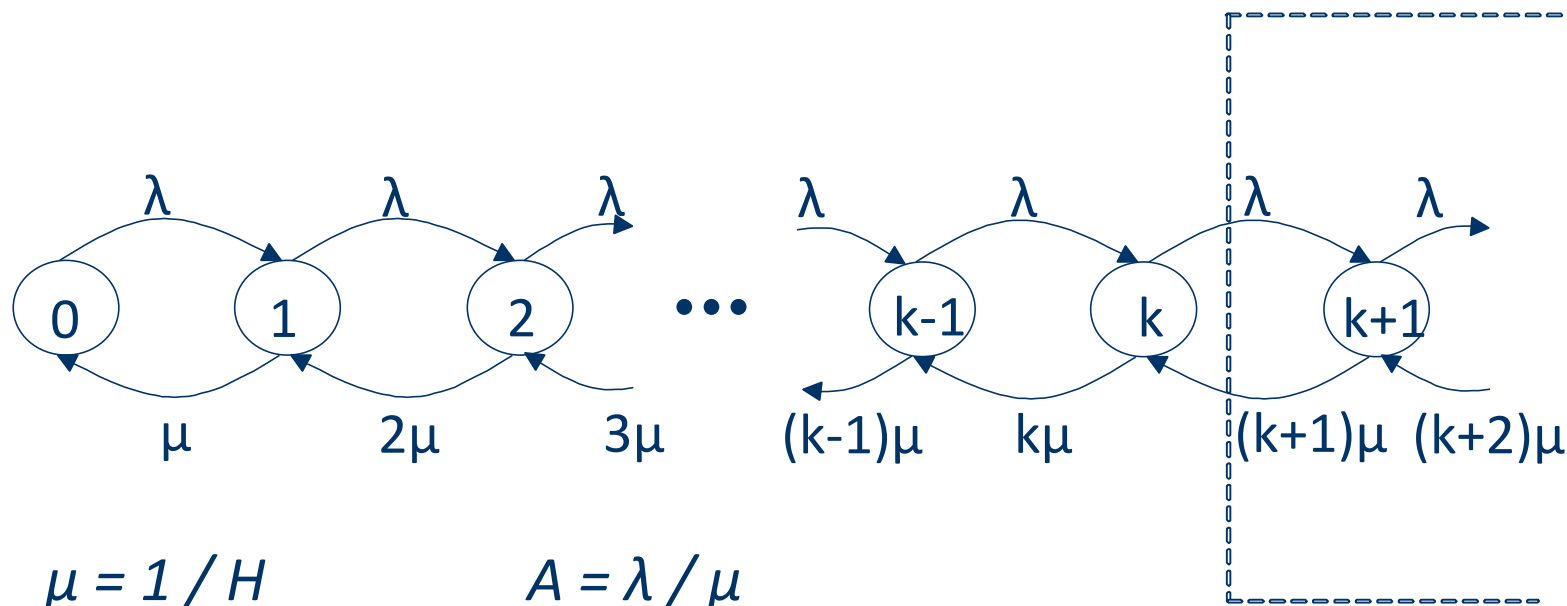 λ λ λ λ λ λ λ
0 1 2 ••• k-1 k k+1
μ 2μ 3μ (k-1)μ kμ (k+1)μ (k+2)μ
μ = 1 / H A = λ / μ